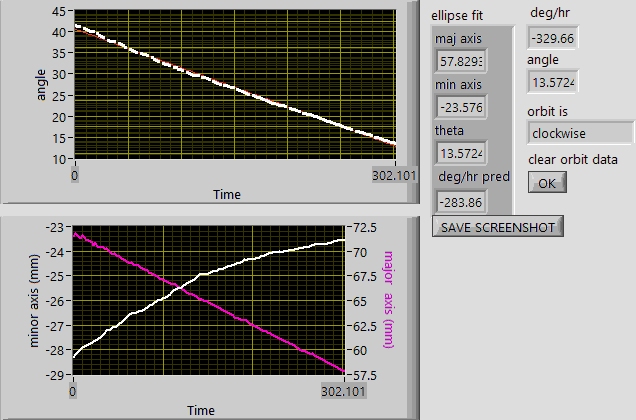 45
40
35
30
25
20
15
10
angle
0
302.101
Time
-23
-24
-25
-26
-27
-28
-29
minor axis (mm)
72.5
70
67.5
65
62.5
60
57.5
major axis (mm)
0
302.101
Time
ellipse fit
maj axis
57.829
min axis
-23.576
theta
13.572
deg/hr pred
-283.86
deg/hr
-329.66
angle
13.572
orbit is
clockwise
clear orbit data
OK
SAVE SCREENSHOT